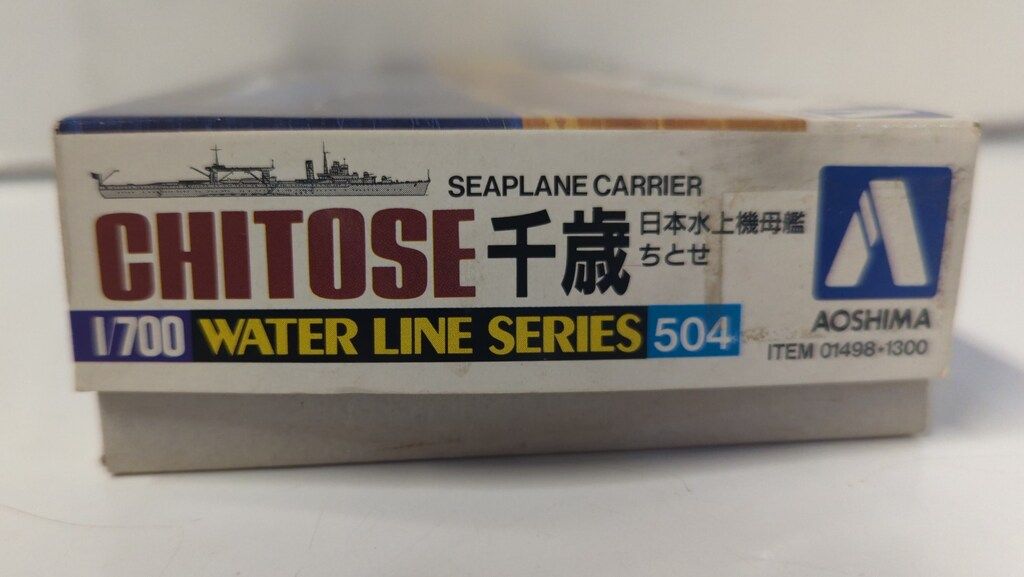 SEAPLANE CARRIER
CHITOSE 千歳 日本水上機母艦
ちとせ
1/700 WATER LINE SERIES 504
AOSHIMA
ITEM 01498•1300